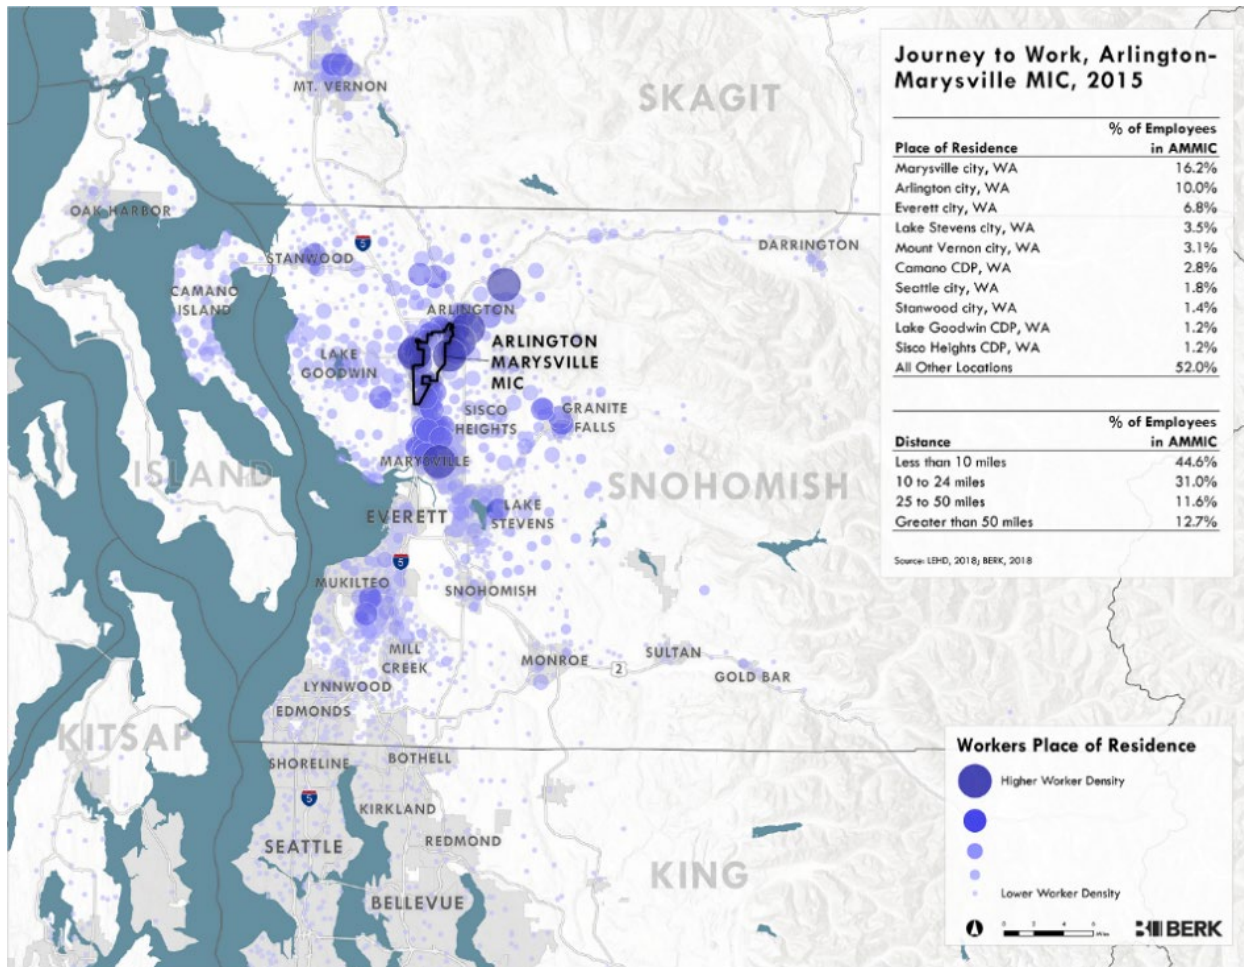 MT. VERNON
SKAGIT
OAK HARBOR
STANWOOD
5
DARRINGTON
CAMANO
ISLAND
ARLINGTON
ARLINGTON
MARYSVILLE
MIC
LAKE
GOODWIN
SISCO
HEIGHTS
GRANITE
FALLS
MARYSVILLE
ISLAND
SNOHOMISH
EVERETT
LAKE
STEVENS
5
MUKILTEO
SNOHOMISH
MILL
CREEK
MONROE
2
SULTAN
GOLD BAR
LYNNWOOD
EDMONDS
KITSAP
SHORELINE
BOTHELL
5
KIRKLAND
SEATTLE
REDMOND
KING
BELLEVUE
Journey to Work, Arlington-
Marysville MIC, 2015
% of Employees
Place of Residence in AMMIC
Marysville city, WA 16.2%
Arlington city, WA 10.0%
Everett city, WA 6.8%
Lake Stevens city, WA 3.5%
Mount Vernon city, WA 3.1%
Camano CDP, WA 2.8%
Seattle city, WA 1.8%
Stanwood city, WA 1.4%
Lake Goodwin CDP, WA 1.2%
Sisco Heights CDP, WA 1.2%
All Other Locations 52.0%
% of Employees
Distance in AMMIC
Less than 10 miles 44.6%
10 to 24 miles 31.0%
25 to 50 miles 11.6%
Greater than 50 miles 12.7%
Source: LEHD, 2018; BERK, 2018
Workers Place of Residence
Higher Worker Density
Lower Worker Density
BERK